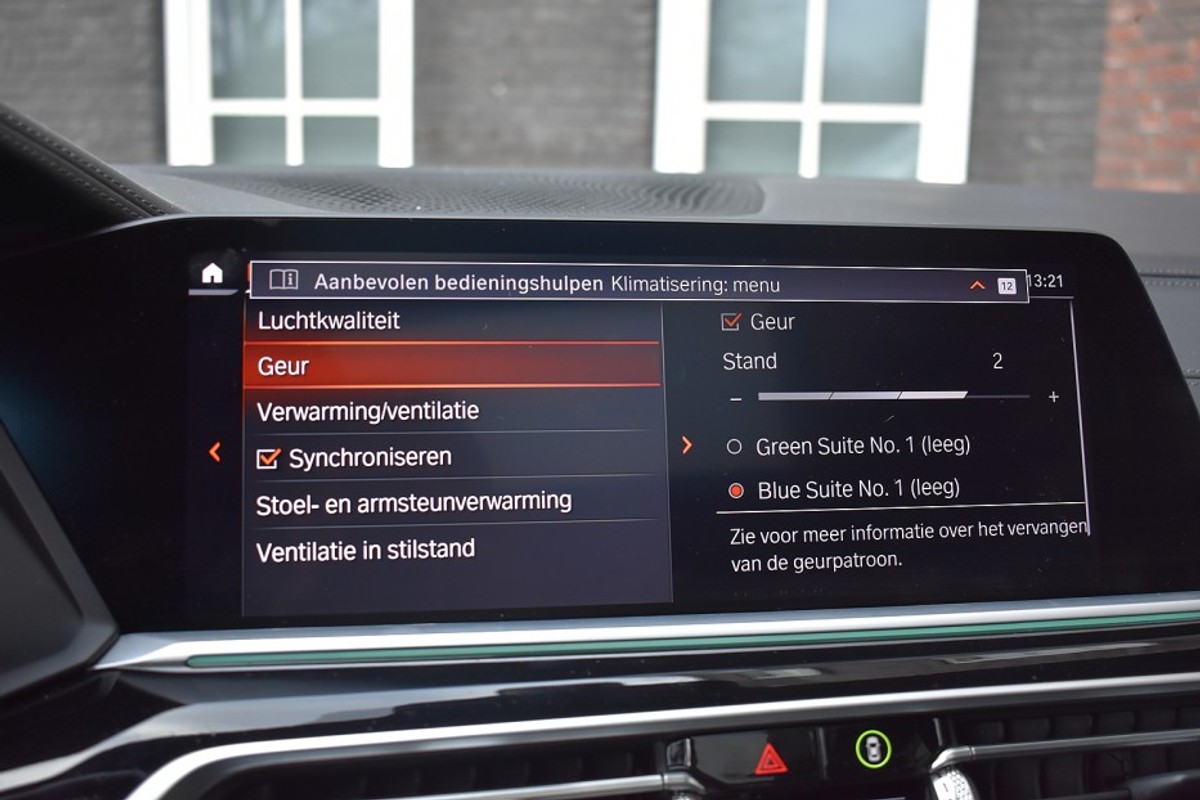 Aanbevolen bedieningshulpen Klimatisering: menu
12
13:21
Luchtkwaliteit
Geur
Verwarming/ventilatie
Synchroniseren
Stoel- en armsteunverwarming
Ventilatie in stilstand
Geur
Stand 2
– +
Green Suite No. 1 (leeg)
Blue Suite No. 1 (leeg)
Zie voor meer informatie over het vervangen
van de geurpatroon.